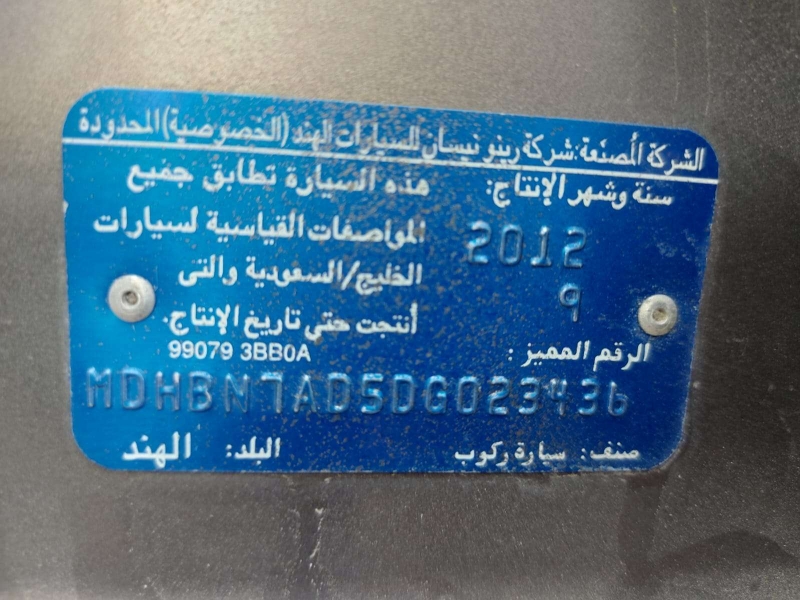 الشركة المصنعة: شركة رينو نيسان للسيارات الهند (الخصوصية) المحدودة
سنة وشهر الإنتاج:
2012
9
هذه السيارة تطابق جميع
المواصفات القياسية لسيارات
الخليج/السعودية والتى
أنتجت حتى تاريخ الإنتاج.
الرقم المميز :
99079 3BB0A
MDHBN7AD5DG023436
صنف: سيارة ركوب
البلد: الهند